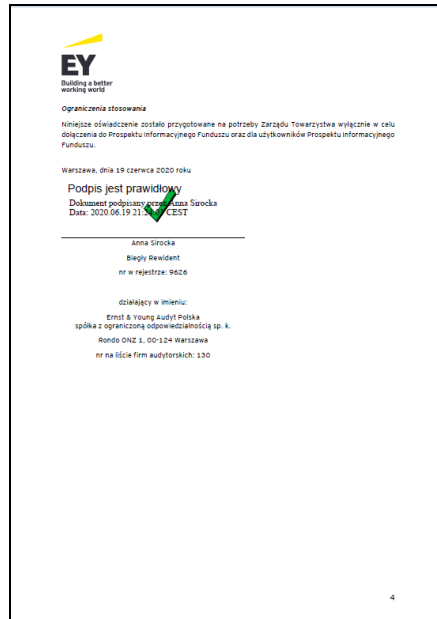 EY
Building a better
working world
Ograniczenia stosowania
Niniejsze oświadczenie zostało przygotowane na potrzeby Zarządu Towarzystwa wyłącznie w celu
dołączenia do Prospektu Informacyjnego Funduszu oraz dla użytkowników Prospektu Informacyjnego
Funduszu.
Warszawa, dnia 19 czerwca 2020 roku
Podpis jest prawidłowy
Dokument podpisany przez Anna Sirocka
Data: 2020.06.19 CEST
Anna Sirocka
Biegły Rewident
nr w rejestrze: 9626
działający w imieniu:
Ernst & Young Audyt Polska
spółka z ograniczoną odpowiedzialnością sp. k.
Rondo ONZ 1, 00-124 Warszawa
nr na liście firm audytorskich: 130
4